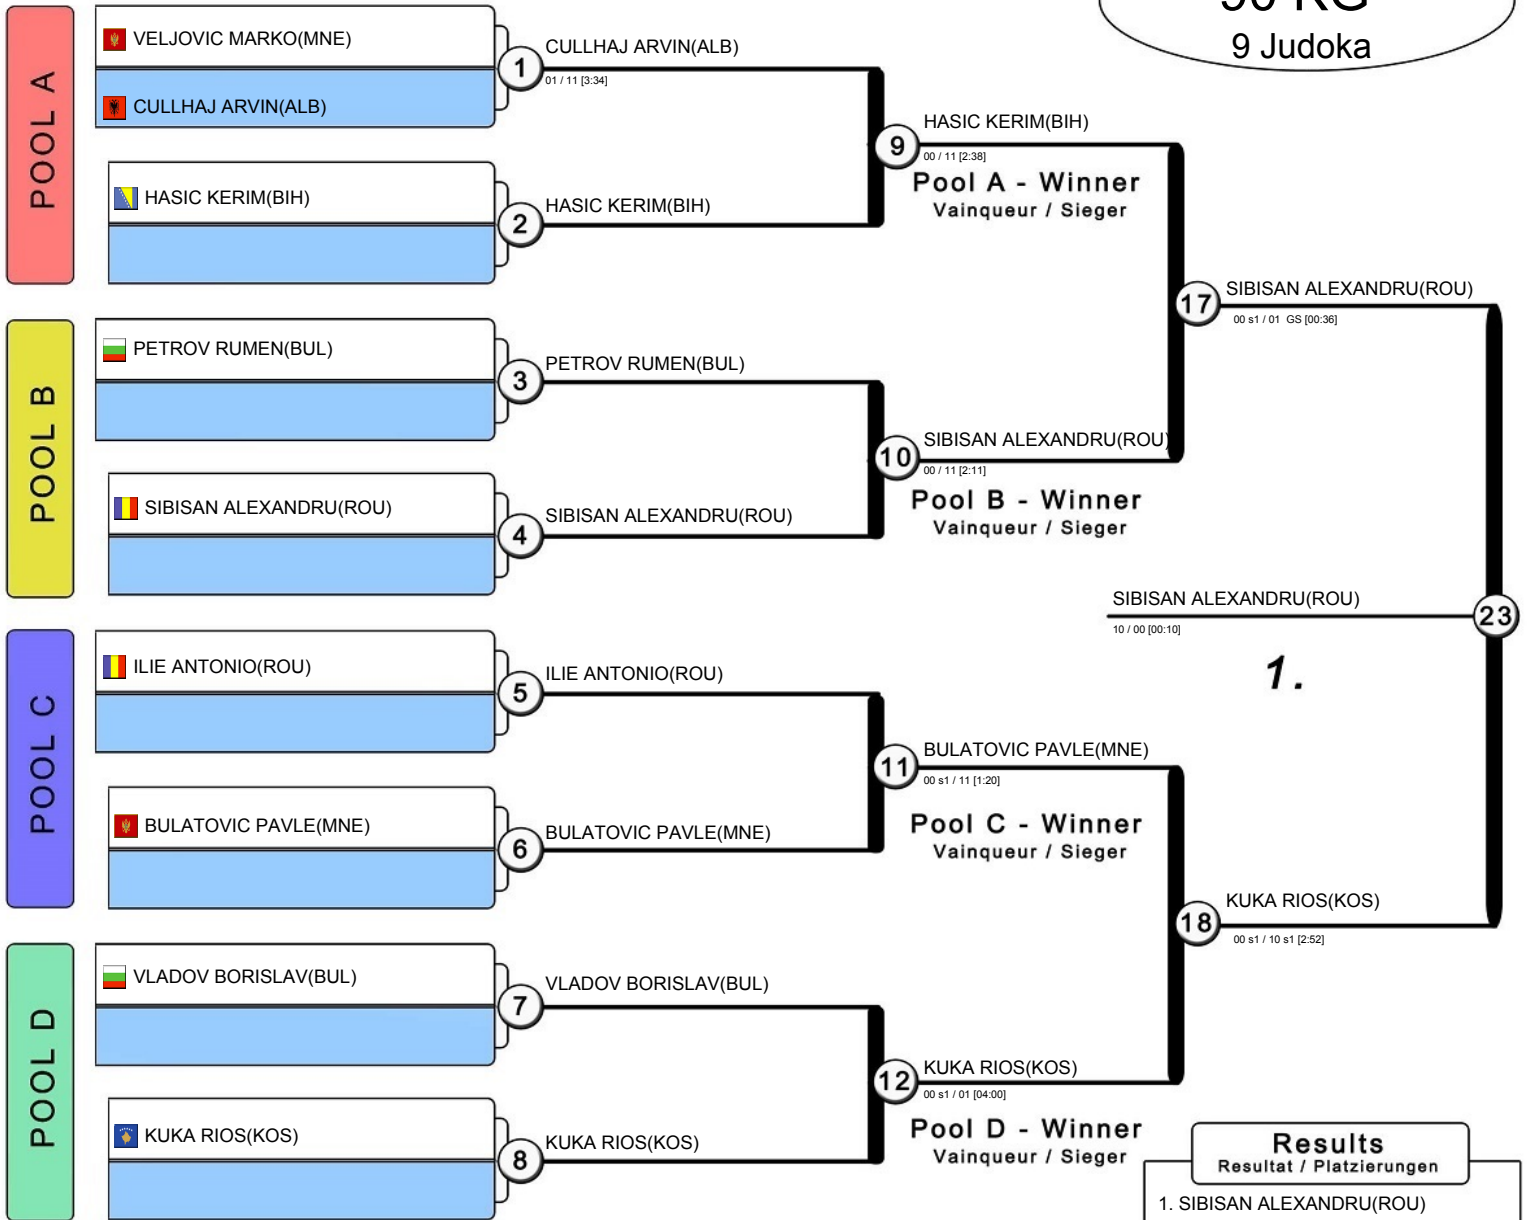 90 KG
9 Judoka
POOL A
VELJOVIC MARKO(MNE)
CULLHAJ ARVIN(ALB)
1
CULLHAJ ARVIN(ALB)
01 / 11 [3:34]
HASIC KERIM(BIH)
2
HASIC KERIM(BIH)
9
HASIC KERIM(BIH)
00 / 11 [2:38]
Pool A - Winner
Vainqueur / Sieger
POOL B
PETROV RUMEN(BUL)
3
PETROV RUMEN(BUL)
SIBISAN ALEXANDRU(ROU)
4
SIBISAN ALEXANDRU(ROU)
10
SIBISAN ALEXANDRU(ROU)
00 / 11 [2:11]
Pool B - Winner
Vainqueur / Sieger
17
SIBISAN ALEXANDRU(ROU)
00 s1 / 01 GS [00:36]
POOL C
ILIE ANTONIO(ROU)
5
ILIE ANTONIO(ROU)
BULATOVIC PAVLE(MNE)
6
BULATOVIC PAVLE(MNE)
11
BULATOVIC PAVLE(MNE)
00 s1 / 11 [1:20]
Pool C - Winner
Vainqueur / Sieger
POOL D
VLADOV BORISLAV(BUL)
7
VLADOV BORISLAV(BUL)
KUKA RIOS(KOS)
8
KUKA RIOS(KOS)
12
KUKA RIOS(KOS)
00 s1 / 01 [04:00]
Pool D - Winner
Vainqueur / Sieger
18
KUKA RIOS(KOS)
00 s1 / 10 s1 [2:52]
SIBISAN ALEXANDRU(ROU)
23
10 / 00 [00:10]
1.
Results
Resultat / Platzierungen
1. SIBISAN ALEXANDRU(ROU)